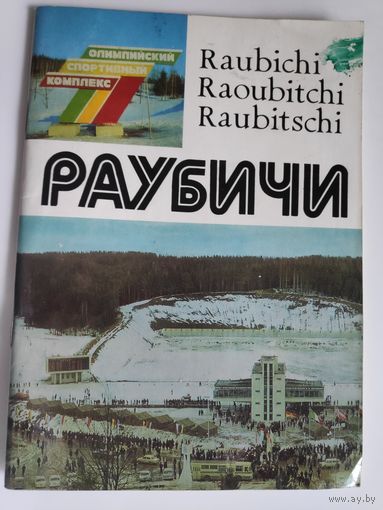 ОЛИМПИЙСКИЙ
СПОРТИВНЫЙ
КОМПЛЕКС
Raubichi
Raoubitchi
Raubitschi
РАУБИЧИ
www.ay.by